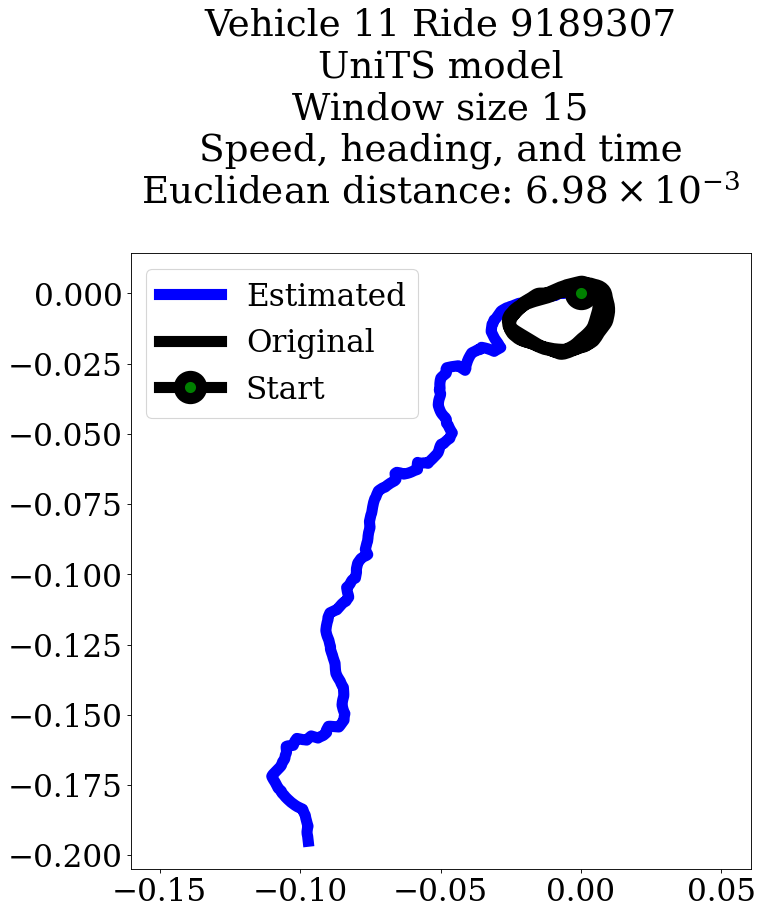 Vehicle 11 Ride 9189307
UniTS model
Window size 15
Speed, heading, and time
Euclidean distance: 6.98 × 10⁻³
Estimated
Original
Start
0.000
−0.025
−0.050
−0.075
−0.100
−0.125
−0.150
−0.175
−0.200
−0.15 −0.10 −0.05 0.00 0.05